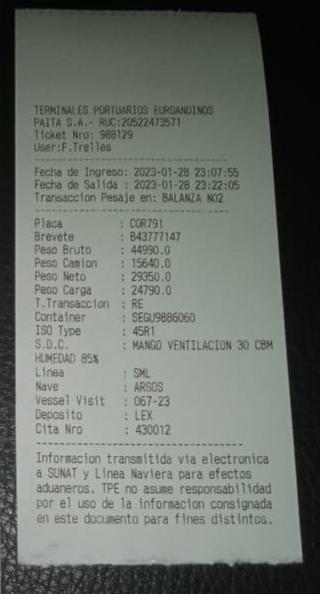 TERMINALES PORTUARIOS EUROANDINOS
PAITA S.A.- RUC:20522473571
Ticket Nro: 988129
User:F.Trelles
Fecha de Ingreso: 2023-01-28 23:07:55
Fecha de Salida : 2023-01-28 23:22:05
Transaccion Pesaje en: BALANZA NO2
Placa : COR791
Brevete : B43777147
Peso Bruto : 44990.0
Peso Camion : 15640.0
Peso Neto : 29350.0
Peso Carga : 24790.0
T.Transaccion : RE
Container : SEGU9886060
ISO Type : 45R1
S.D.C. : MANGO VENTILACION 30 CBM
HUMEDAD 85%
Linea : SML
Nave : ARSOS
Vessel Visit : 067-23
Deposito : LEX
Cita Nro : 430012
Informacion transmitida via electronica
a SUNAT y Linea Naviera para efectos
aduaneros. TPE no asume responsabilidad
por el uso de la informacion consignada
en este documento para fines distintos.